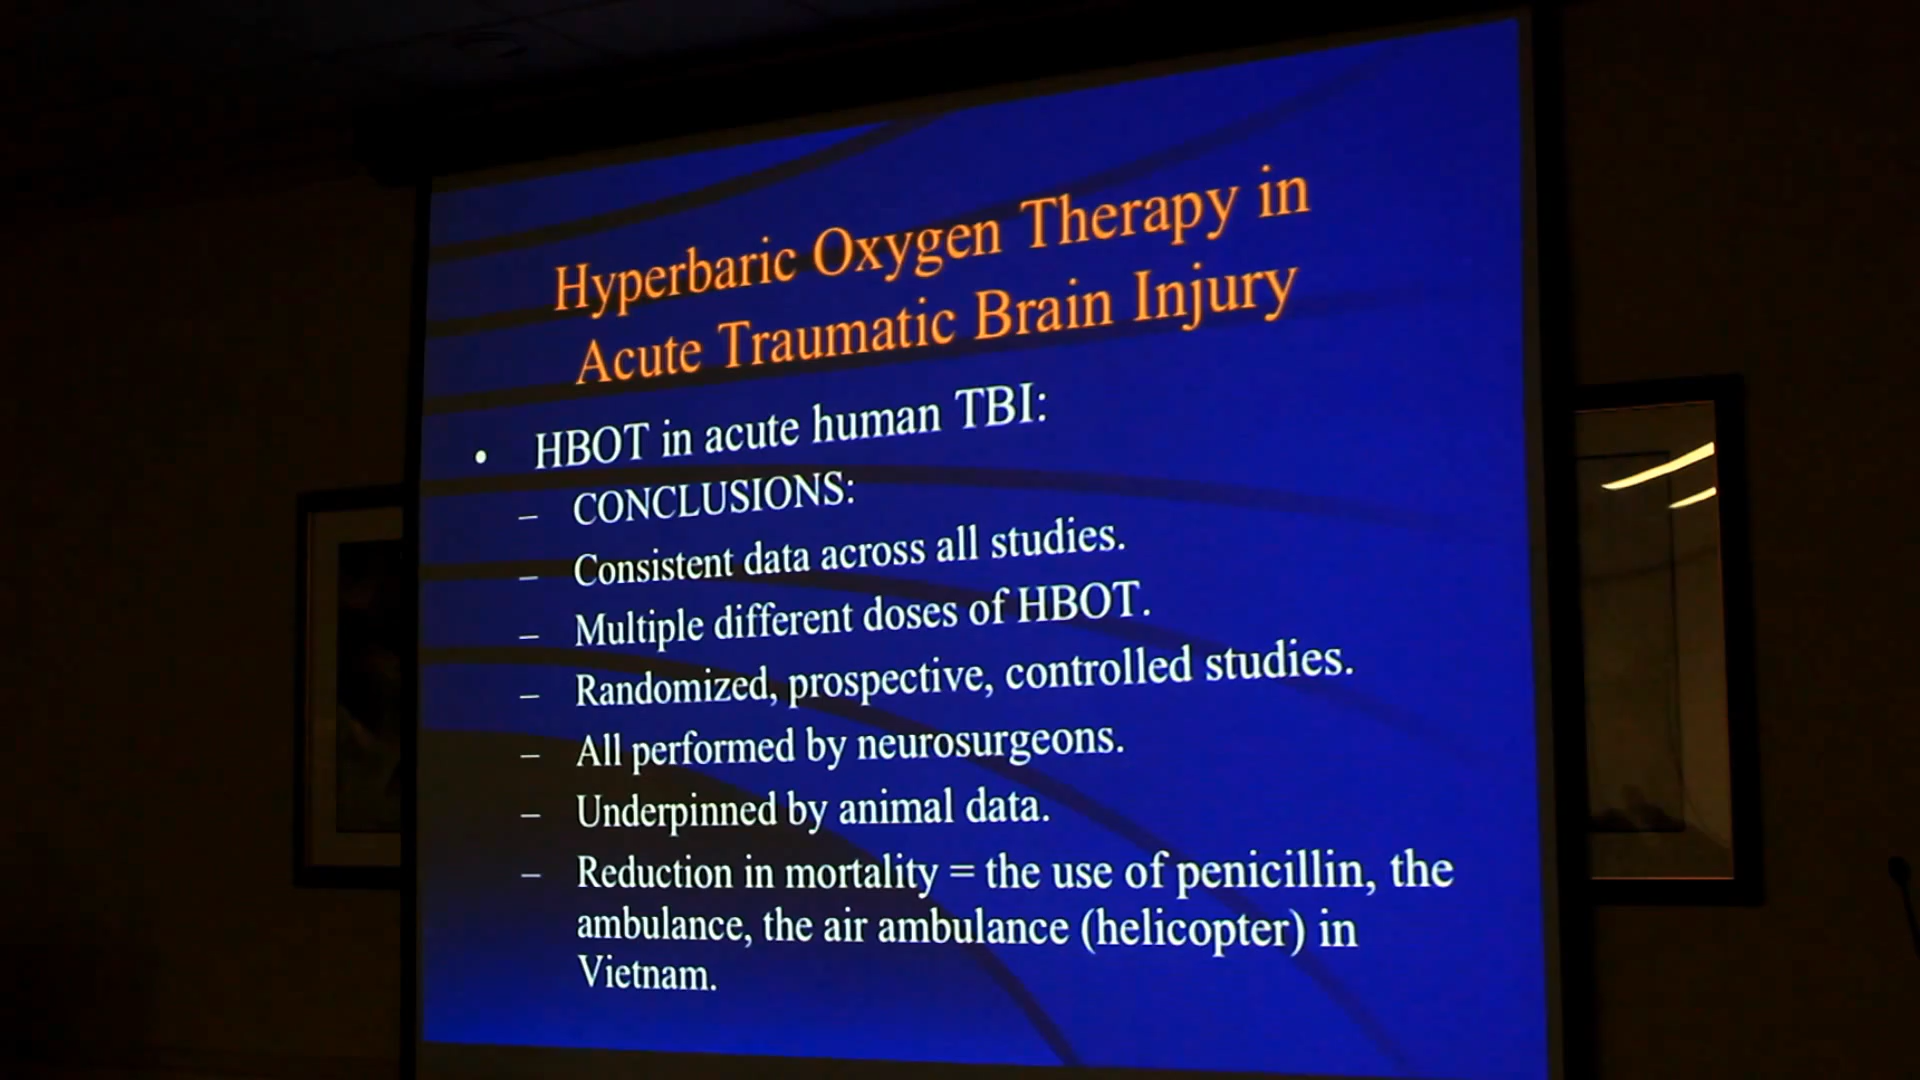 Hyperbaric Oxygen Therapy in
Acute Traumatic Brain Injury
• HBOT in acute human TBI:
– CONCLUSIONS:
– Consistent data across all studies.
– Multiple different doses of HBOT.
– Randomized, prospective, controlled studies.
– All performed by neurosurgeons.
– Underpinned by animal data.
– Reduction in mortality = the use of penicillin, the
ambulance, the air ambulance (helicopter) in
Vietnam.